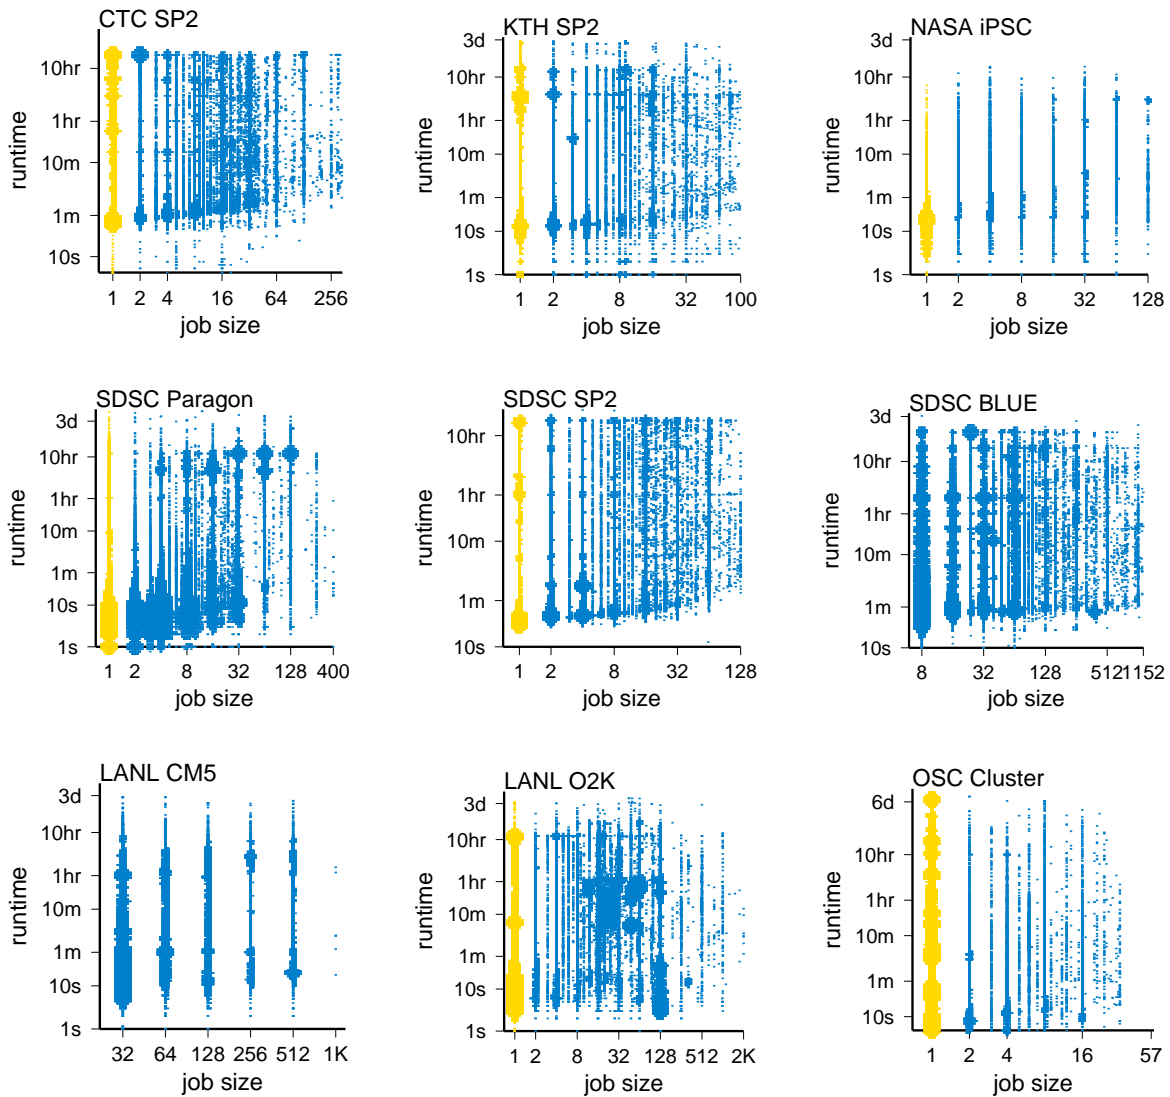 CTC SP2
runtime
10hr
1hr
10m
1m
10s
1 2 4 16 64 256
job size
KTH SP2
runtime
3d
10hr
1hr
10m
1m
10s
1s
1 2 8 32 100
job size
NASA iPSC
runtime
3d
10hr
1hr
10m
1m
10s
1s
1 2 8 32 128
job size
SDSC Paragon
runtime
3d
10hr
1hr
10m
1m
10s
1s
1 2 8 32 128 400
job size
SDSC SP2
runtime
10hr
1hr
10m
1m
10s
1 2 8 32 128
job size
SDSC BLUE
runtime
3d
10hr
1hr
10m
1m
10s
8 32 128 512 1152
job size
LANL CM5
runtime
3d
10hr
1hr
10m
1m
10s
1s
32 64 128 256 512 1K
job size
LANL O2K
runtime
3d
10hr
1hr
10m
1m
10s
1s
1 2 8 32 128 512 2K
job size
OSC Cluster
runtime
6d
10hr
1hr
10m
1m
10s
1 2 4 16 57
job size